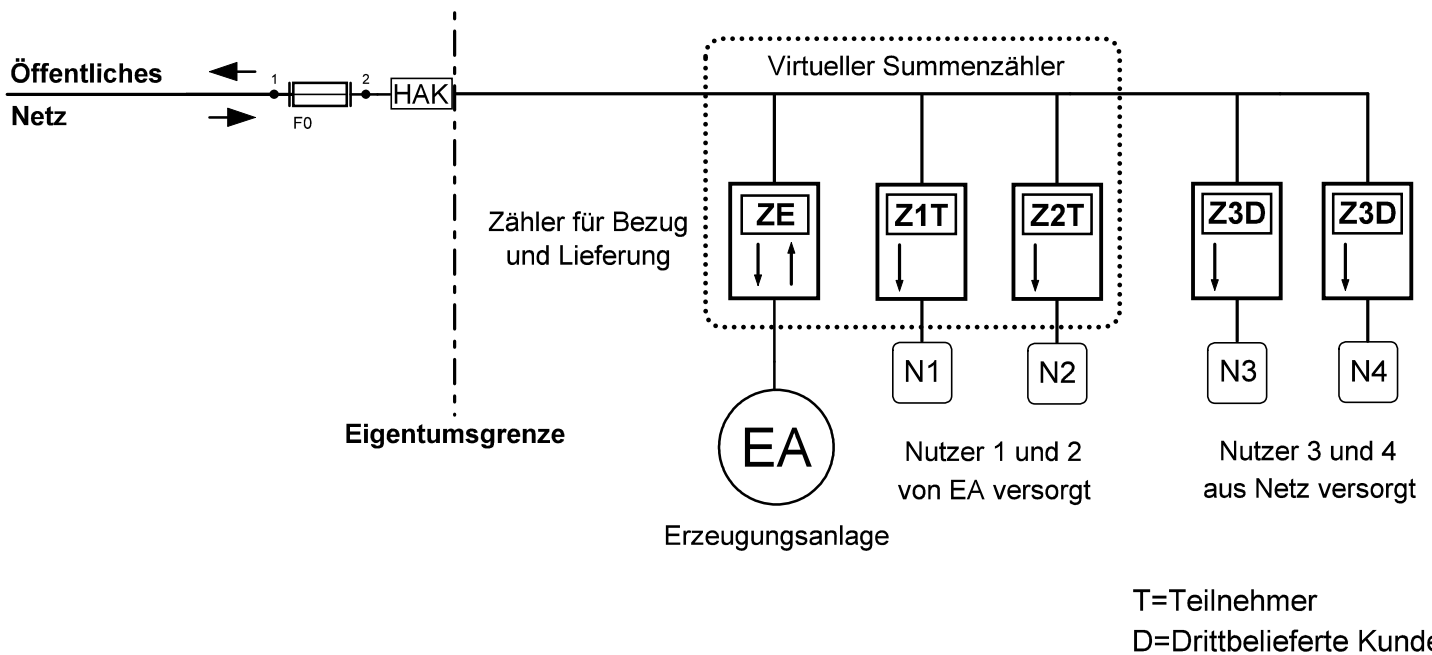 Virtueller Summenzähler
Öffentliches
Netz
1
2
F0
HAK
ZE
Z1T
Z2T
Z3D
Z3D
Zähler für Bezug
und Lieferung
N1
N2
N3
N4
Eigentumsgrenze
EA
Erzeugungsanlage
Nutzer 1 und 2
von EA versorgt
Nutzer 3 und 4
aus Netz versorgt
T=Teilnehmer
D=Drittbelieferte Kunde